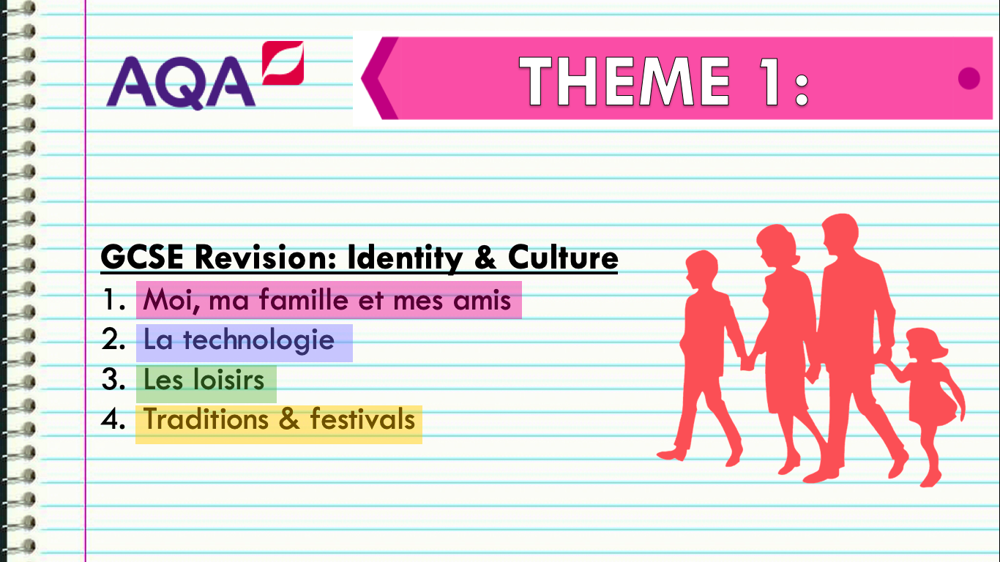 AQA
THEME 1:
GCSE Revision: Identity & Culture
1. Moi, ma famille et mes amis
2. La technologie
3. Les loisirs
4. Traditions & festivals